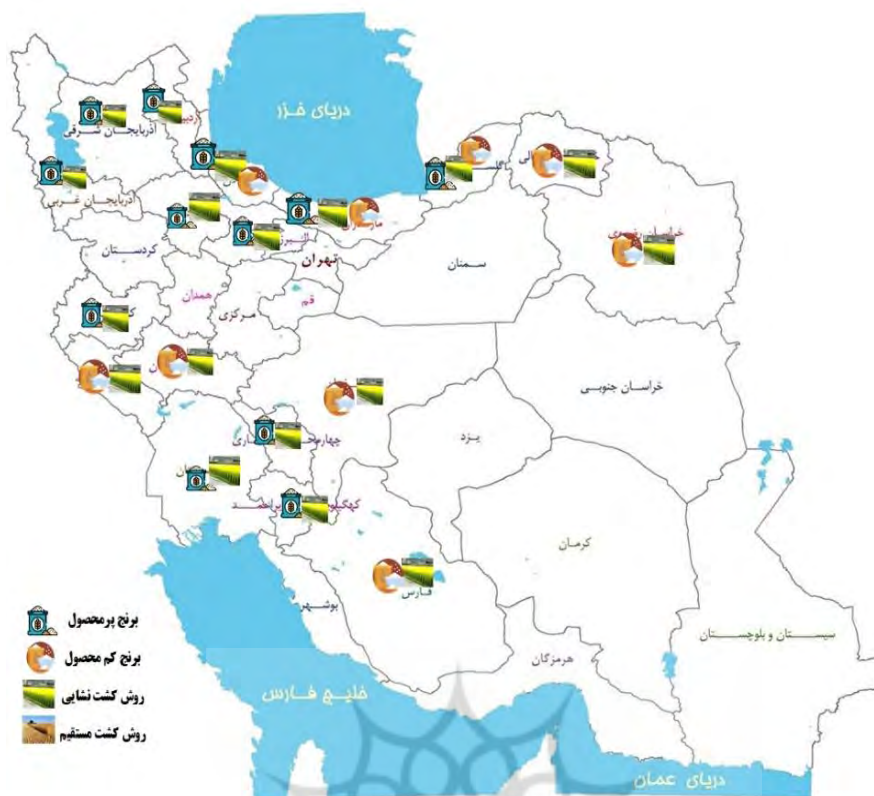 دریای خزر
آذربایجان شرقی
آذربایجان غربی
کردستان
تهران
سمنان
همدان
قم
مرکزی
خراسان جنوبی
یزد
کرمان
فارس
بوشهر
سیستان و بلوچستان
هرمزگان
خلیج فارس
دریای عمان
برنج پرمحصول
برنج کم محصول
روش کشت نشایی
روش کشت مستقیم